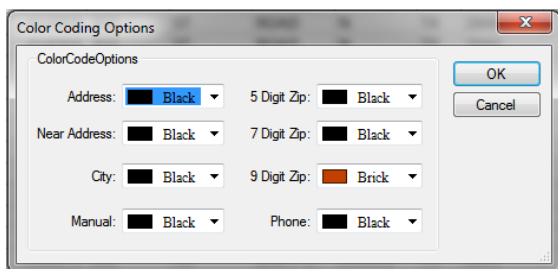 Color Coding Options
ColorCodeOptions
Address: Black 5 Digit Zip: Black
Near Address: Black 7 Digit Zip: Black
City: Black 9 Digit Zip: Brick
Manual: Black Phone: Black
OK
Cancel